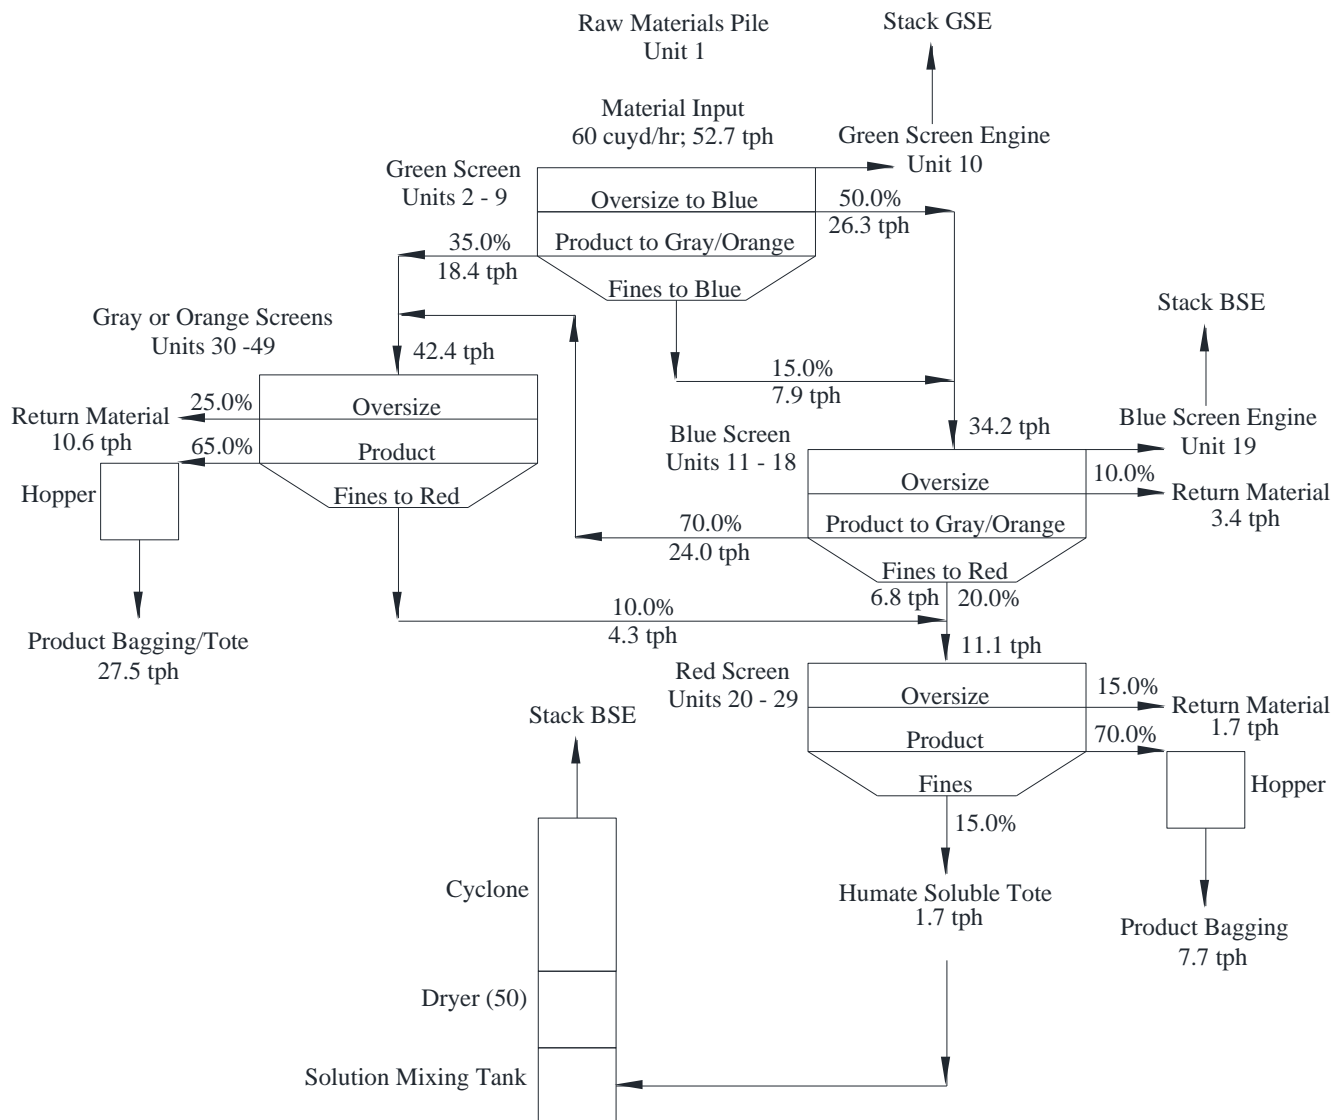 Raw Materials Pile
Unit 1
Stack GSE
Material Input
60 cuyd/hr; 52.7 tph
Green Screen Engine
Unit 10
Green Screen
Units 2 - 9
Oversize to Blue
50.0%
26.3 tph
35.0%
18.4 tph
Product to Gray/Orange
Fines to Blue
Stack BSE
Gray or Orange Screens
Units 30 -49
42.4 tph
15.0%
7.9 tph
Return Material
10.6 tph
25.0%
Oversize
65.0%
Product
Hopper
Fines to Red
Blue Screen
Units 11 - 18
34.2 tph
Blue Screen Engine
Unit 19
Oversize
10.0%
Return Material
3.4 tph
70.0%
24.0 tph
Product to Gray/Orange
Fines to Red
6.8 tph
20.0%
10.0%
4.3 tph
Product Bagging/Tote
27.5 tph
11.1 tph
Red Screen
Units 20 - 29
Oversize
15.0%
Return Material
1.7 tph
Product
70.0%
Fines
Hopper
15.0%
Stack BSE
Cyclone
Humate Soluble Tote
1.7 tph
Product Bagging
7.7 tph
Dryer (50)
Solution Mixing Tank